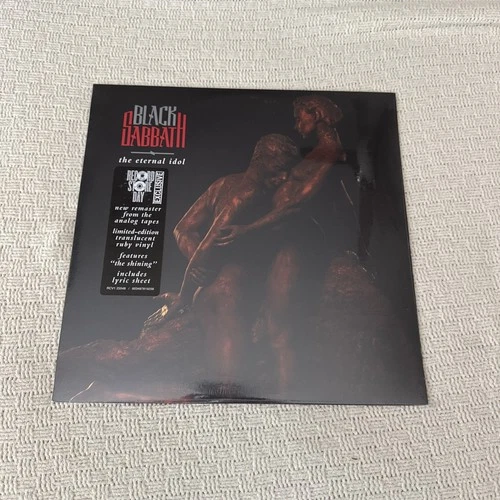 BLACK
SABBATH
the eternal idol
RECORD
STORE
DAY
EXCLUSIVE
new remaster
from the
analog tapes
limited-edition
translucent
ruby vinyl
features
"the shining"
includes
lyric sheet